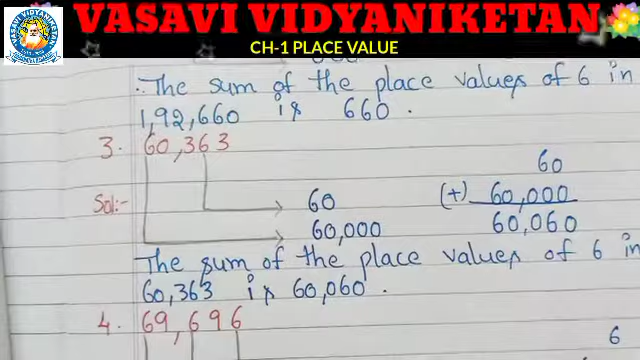 VASAVI VIDYANIKETAN
CH-1 PLACE VALUE
∴ The sum of the place values of 6 in
1,92,660 is 660.
3. 60,363
60
Sol:- 60 (+) 60,000
60,000 60,060
The sum of the place values of 6 in
60,363 is 60,060.
4. 69,696
6